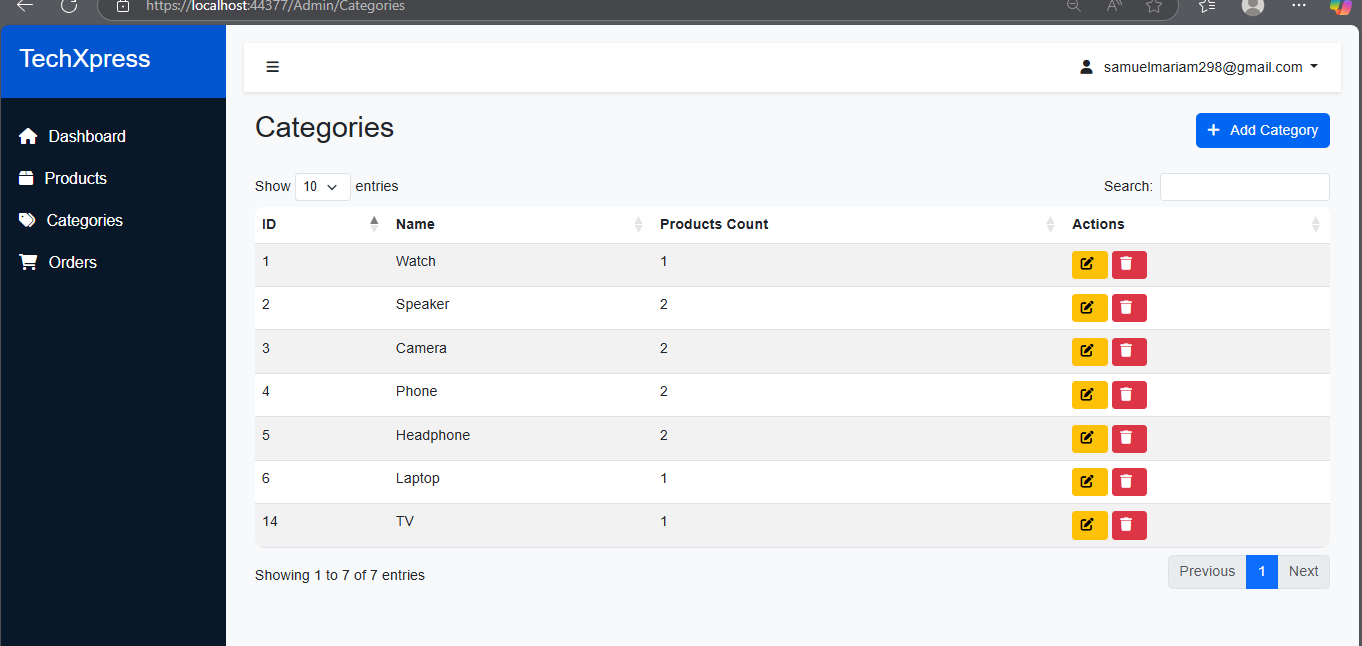 https://localhost:44377/Admin/Categories
TechXpress
samuelmariam298@gmail.com
Dashboard
Products
Categories
Orders
Categories
+ Add Category
Show 10 entries
Search:
ID Name Products Count Actions
1 Watch 1
2 Speaker 2
3 Camera 2
4 Phone 2
5 Headphone 2
6 Laptop 1
14 TV 1
Showing 1 to 7 of 7 entries
Previous 1 Next